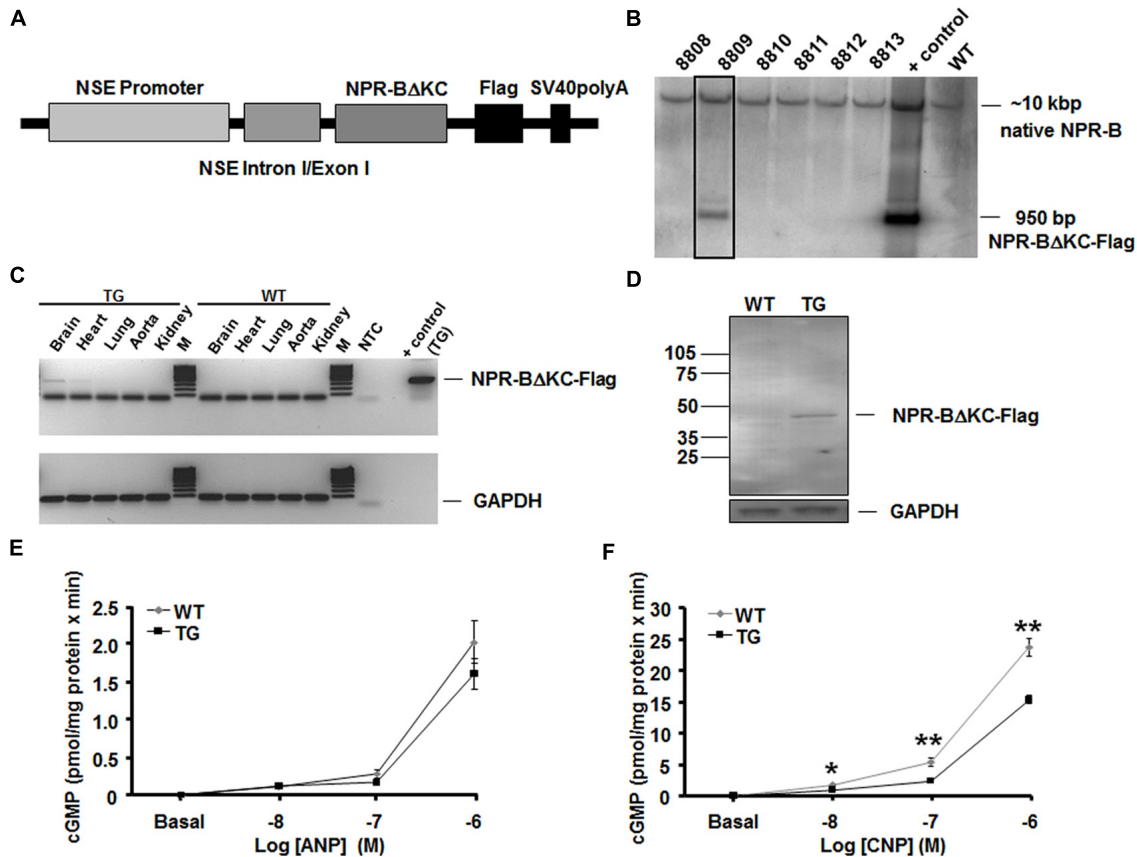 A
NSE Promoter
NPR-BΔKC
Flag
SV40polyA
NSE Intron I/Exon I
B
8808
8809
8810
8811
8812
8813
+ control
WT
~10 kbp
native NPR-B
950 bp
NPR-BΔKC-Flag
C
TG
WT
Brain
Heart
Lung
Aorta
Kidney
M
Brain
Heart
Lung
Aorta
Kidney
M
NTC
+ control
(TG)
NPR-BΔKC-Flag
GAPDH
D
WT
TG
105
75
50
35
25
NPR-BΔKC-Flag
GAPDH
E
cGMP (pmol/mg protein x min)
WT
TG
2.5
2.0
1.5
1.0
0.5
0
Basal
-8
-7
-6
Log [ANP] (M)
F
cGMP (pmol/mg protein x min)
WT
TG
30
25
20
15
10
5
0
*
**
**
Basal
-8
-7
-6
Log [CNP] (M)